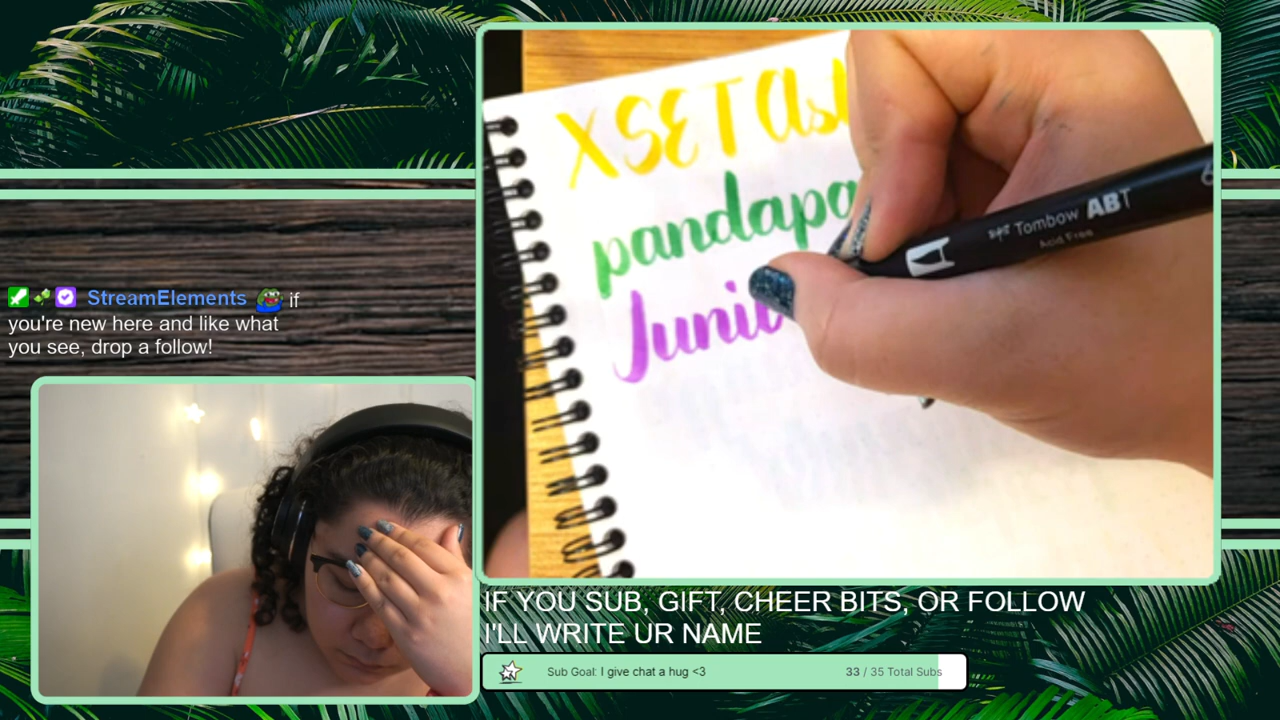 XSET
pandapa
Juni
Tombow ABT
Acid Free
StreamElements if
you're new here and like what
you see, drop a follow!
IF YOU SUB, GIFT, CHEER BITS, OR FOLLOW
I'LL WRITE UR NAME
Sub Goal: I give chat a hug <3 33 / 35 Total Subs